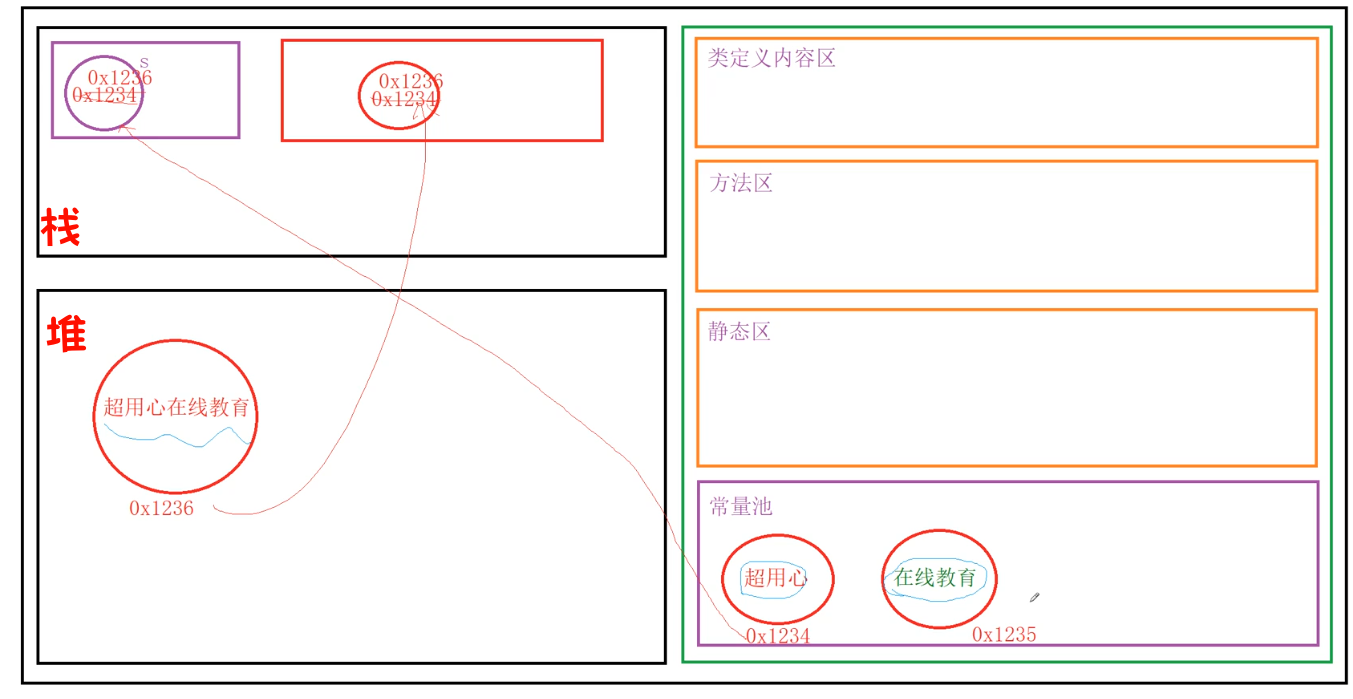 s
0x1236
0x1234
0x1236
0x1234
栈
堆
超用心在线教育
0x1236
类定义内容区
方法区
静态区
常量池
超用心
在线教育
0x1234
0x1235